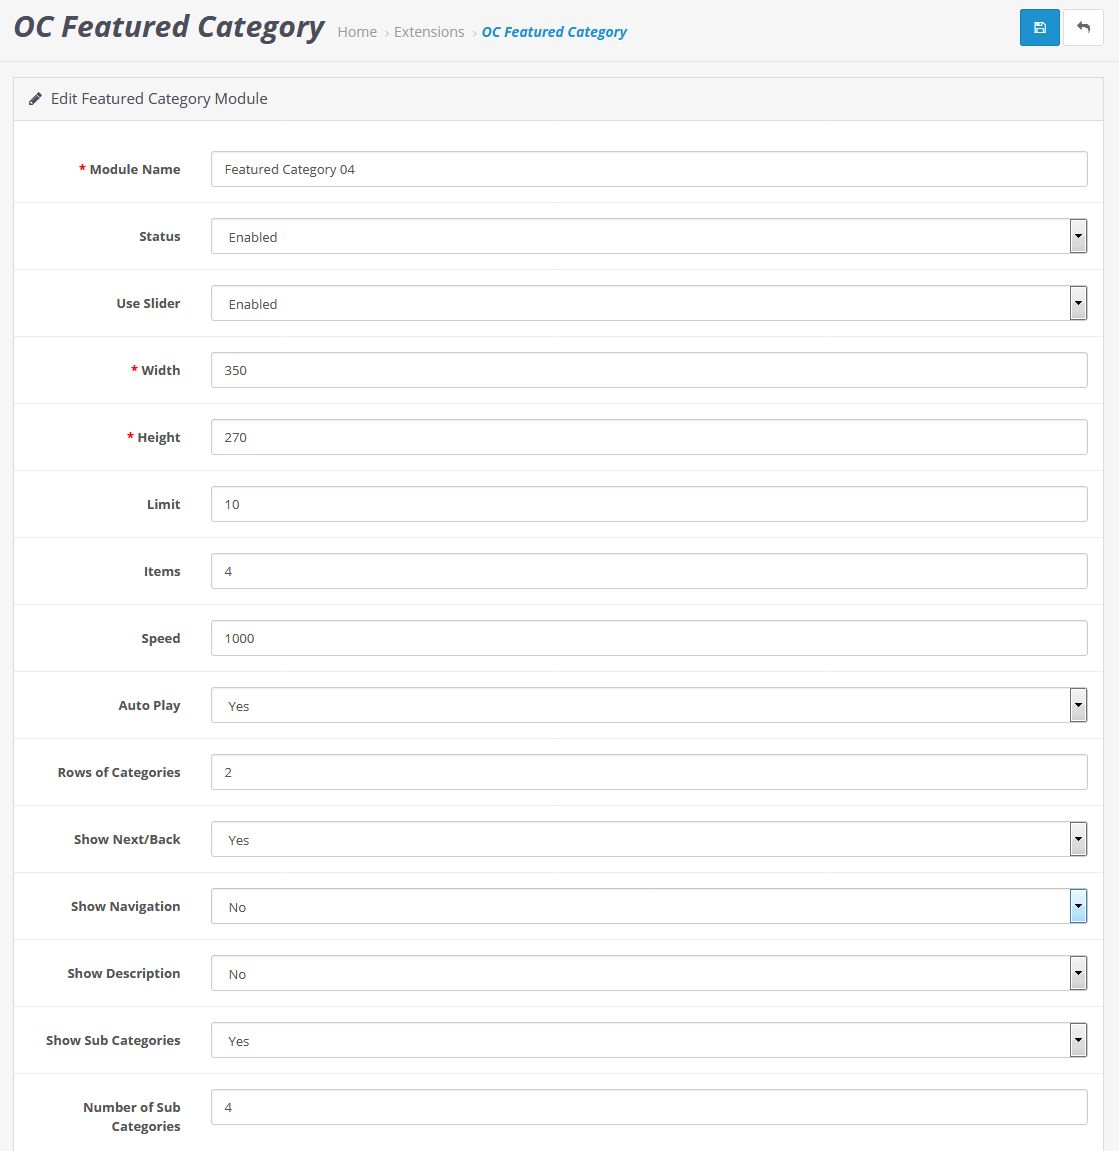 OC Featured Category Home › Extensions › OC Featured Category
Edit Featured Category Module
* Module Name Featured Category 04
Status Enabled
Use Slider Enabled
* Width 350
* Height 270
Limit 10
Items 4
Speed 1000
Auto Play Yes
Rows of Categories 2
Show Next/Back Yes
Show Navigation No
Show Description No
Show Sub Categories Yes
Number of Sub 4
Categories